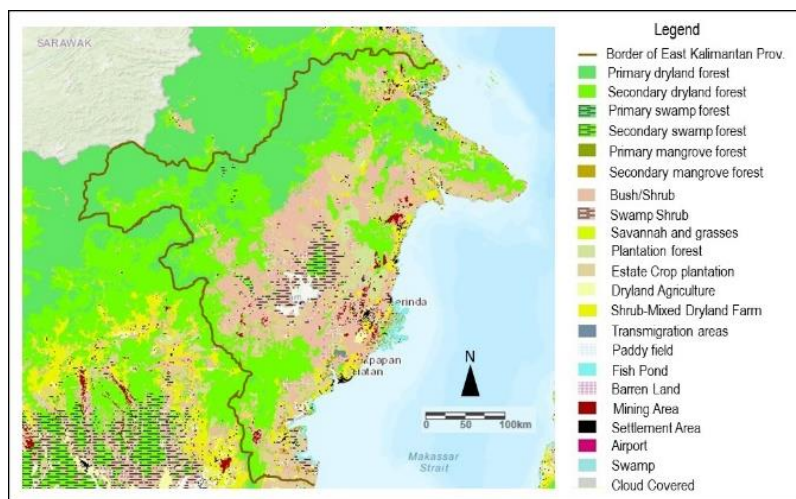 SARAWAK
erinda
kpapan
latan
N
0 50 100km
Makassar
Strait
Legend
Border of East Kalimantan Prov.
Primary dryland forest
Secondary dryland forest
Primary swamp forest
Secondary swamp forest
Primary mangrove forest
Secondary mangrove forest
Bush/Shrub
Swamp Shrub
Savannah and grasses
Plantation forest
Estate Crop plantation
Dryland Agriculture
Shrub-Mixed Dryland Farm
Transmigration areas
Paddy field
Fish Pond
Barren Land
Mining Area
Settlement Area
Airport
Swamp
Cloud Covered